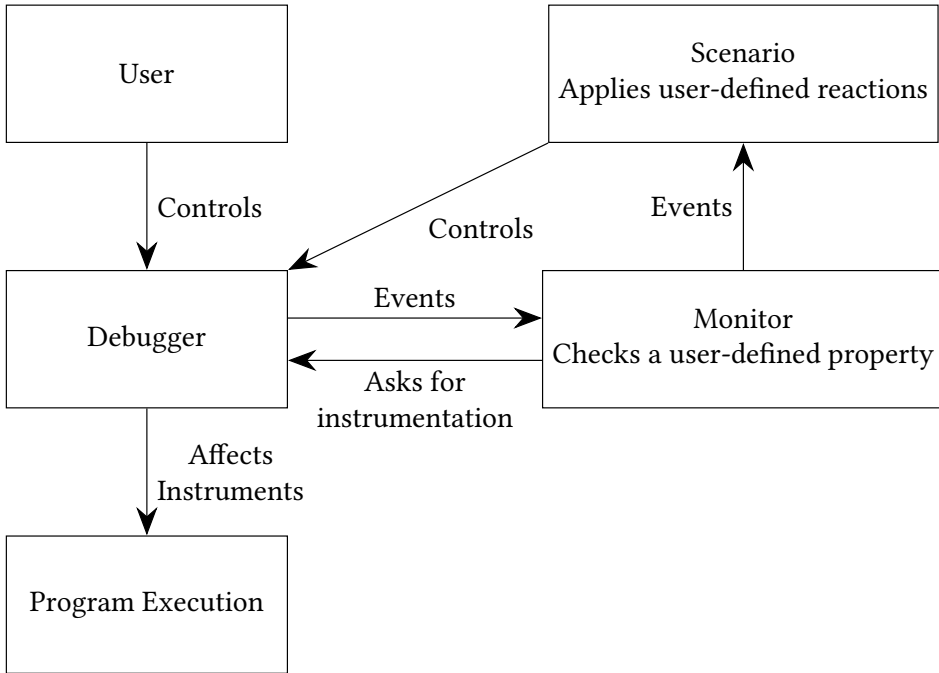 User
Scenario
Applies user-defined reactions
Controls
Controls
Events
Debugger
Events
Monitor
Checks a user-defined property
Asks for
instrumentation
Affects
Instruments
Program Execution